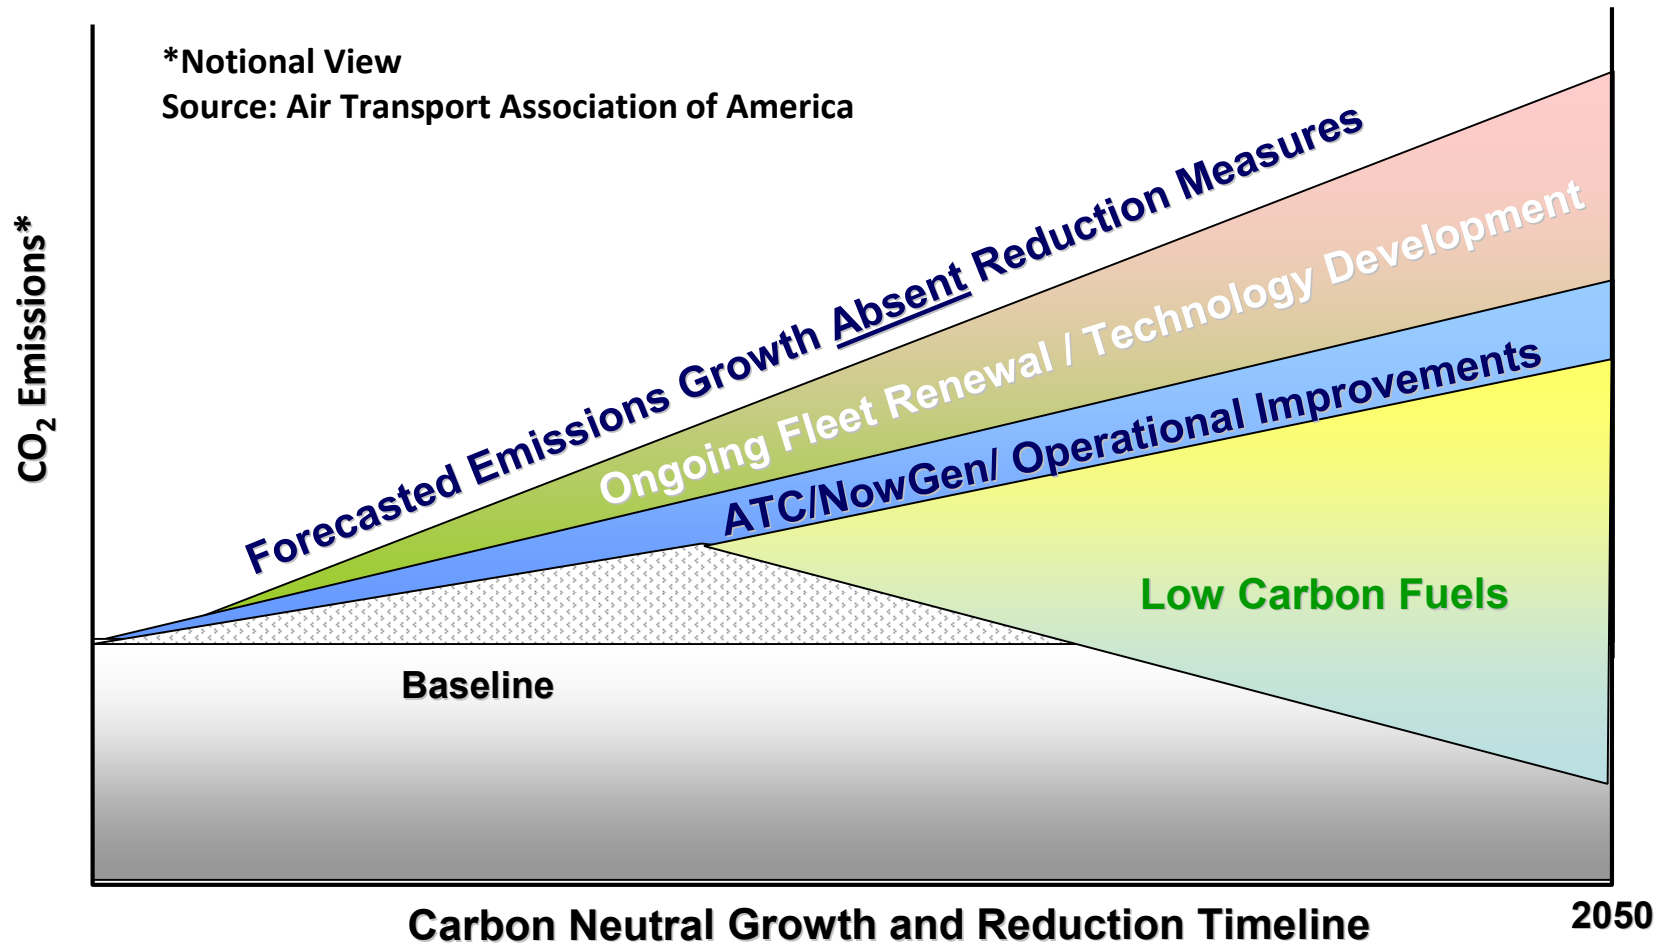 *Notional View
Source: Air Transport Association of America
CO₂ Emissions*
Forecasted Emissions Growth Absent Reduction Measures
Ongoing Fleet Renewal / Technology Development
ATC/NowGen/ Operational Improvements
Low Carbon Fuels
Baseline
Carbon Neutral Growth and Reduction Timeline
2050